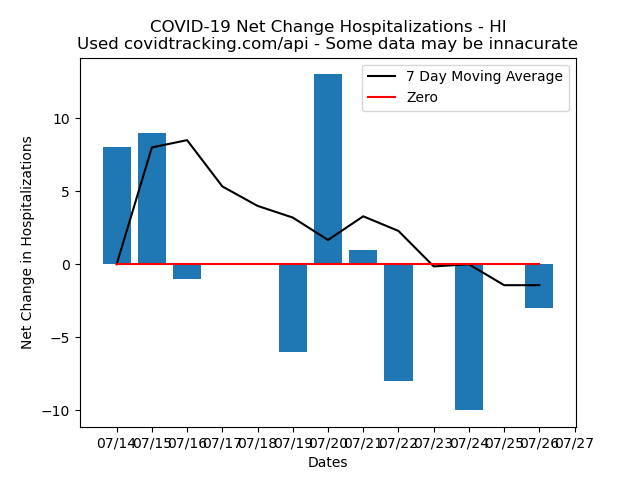 COVID-19 Net Change Hospitalizations - HI
Used covidtracking.com/api - Some data may be innacurate
7 Day Moving Average
Zero
Net Change in Hospitalizations
10
5
0
−5
−10
07/14 07/15 07/16 07/17 07/18 07/19 07/20 07/21 07/22 07/23 07/24 07/25 07/26 07/27
Dates